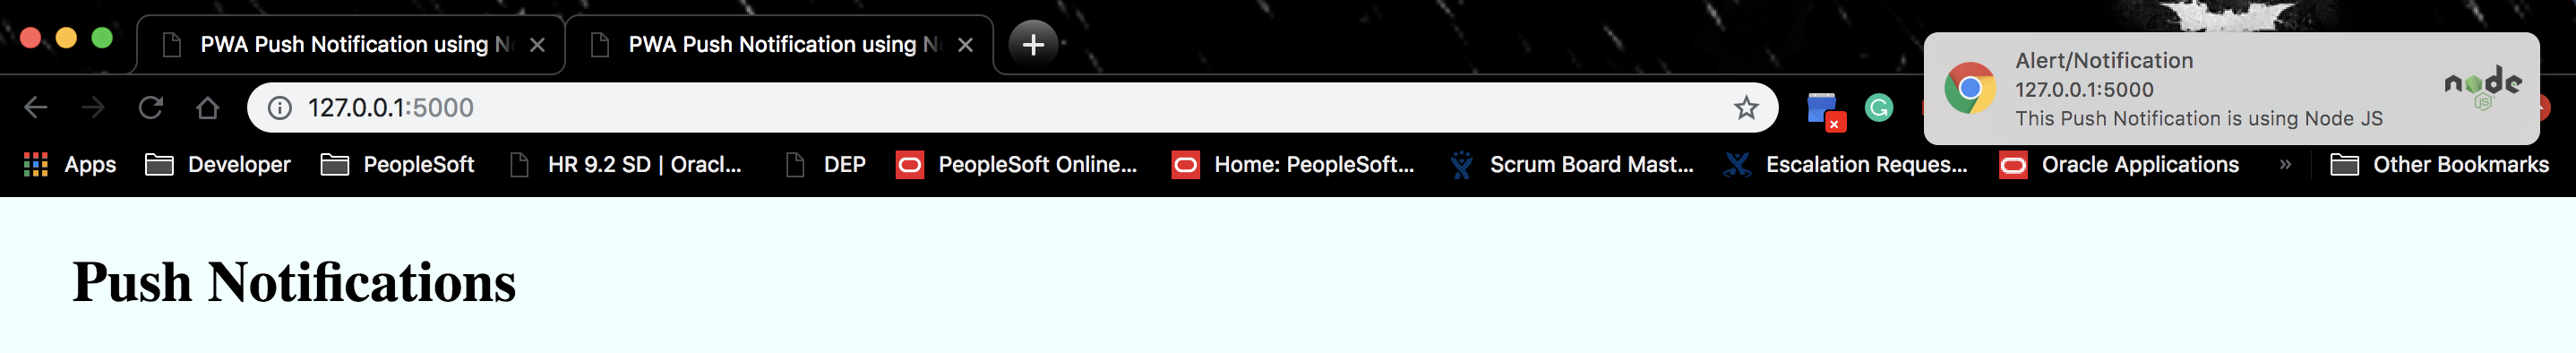 PWA Push Notification using N
PWA Push Notification using N
127.0.0.1:5000
Alert/Notification
127.0.0.1:5000
This Push Notification is using Node JS
node
JS
Apps
Developer
PeopleSoft
HR 9.2 SD | Oracl...
DEP
PeopleSoft Online...
Home: PeopleSoft...
Scrum Board Mast...
Escalation Reques...
Oracle Applications
»
Other Bookmarks
Push Notifications